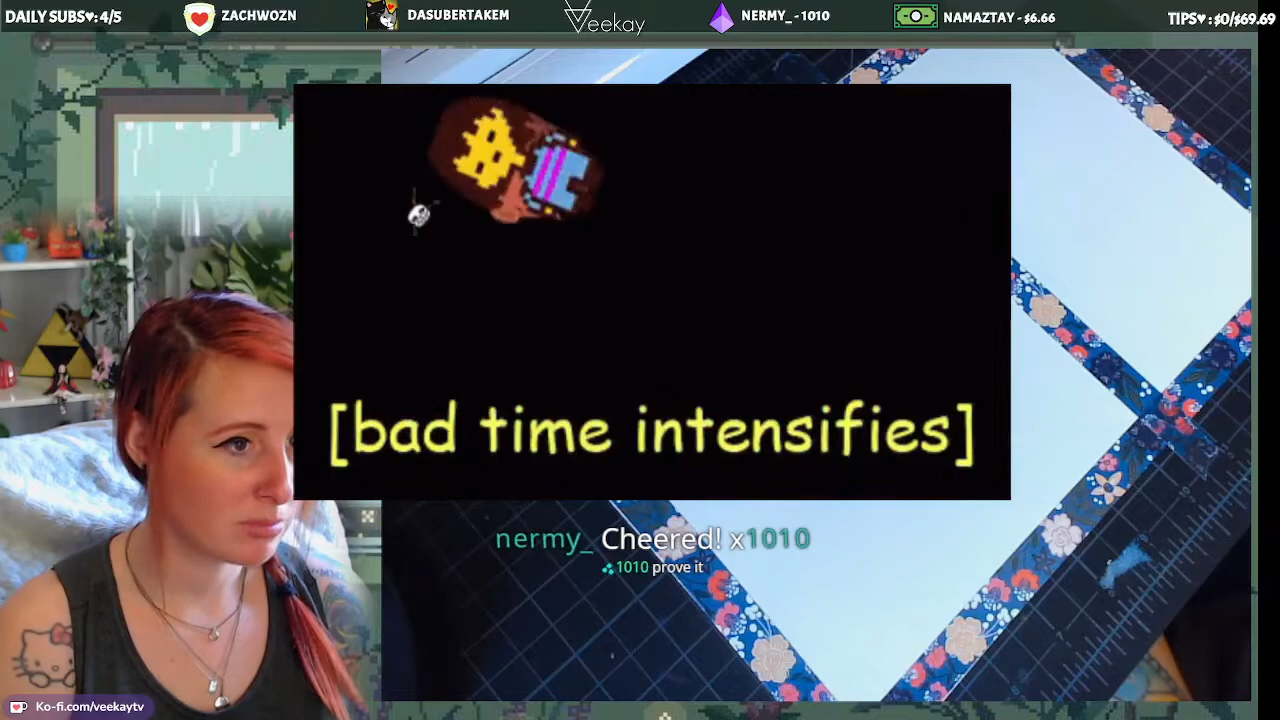 DAILY SUBS♥: 4/5
ZACHWOZN
DASUBERTAKEM
Veekay
NERMY_ - 1010
NAMAZTAY - $6.66
TIPS♥ : $0/$69.69
[bad time intensifies]
nermy_ Cheered! x1010
1010 prove it
Ko-fi.com/veekaytv